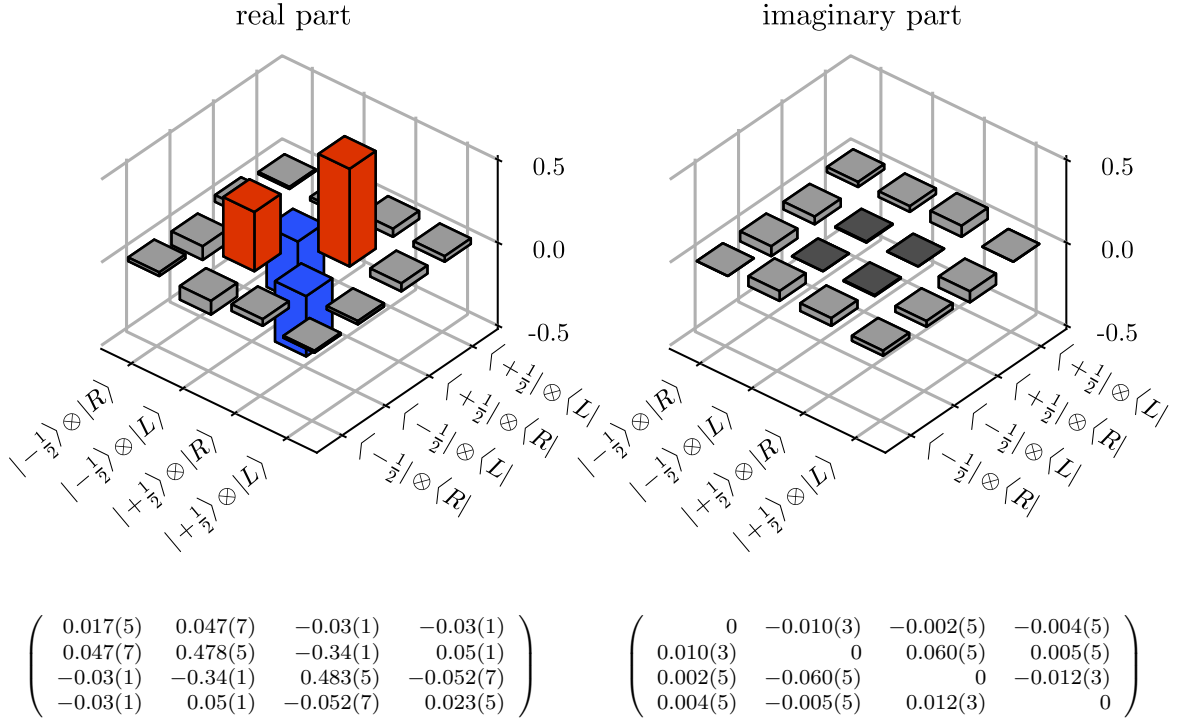 real part
imaginary part
0.5
0.0
-0.5
0.5
0.0
-0.5
|−1/2⟩⊗|R⟩
|−1/2⟩⊗|L⟩
|+1/2⟩⊗|R⟩
|+1/2⟩⊗|L⟩
⟨+1/2|⊗⟨L|
⟨+1/2|⊗⟨R|
⟨−1/2|⊗⟨L|
⟨−1/2|⊗⟨R|
|−1/2⟩⊗|R⟩
|−1/2⟩⊗|L⟩
|+1/2⟩⊗|R⟩
|+1/2⟩⊗|L⟩
⟨+1/2|⊗⟨L|
⟨+1/2|⊗⟨R|
⟨−1/2|⊗⟨L|
⟨−1/2|⊗⟨R|
0.017(5) 0.047(7) −0.03(1) −0.03(1)
0.047(7) 0.478(5) −0.34(1) 0.05(1)
−0.03(1) −0.34(1) 0.483(5) −0.052(7)
−0.03(1) 0.05(1) −0.052(7) 0.023(5)
0 −0.010(3) −0.002(5) −0.004(5)
0.010(3) 0 0.060(5) 0.005(5)
0.002(5) −0.060(5) 0 −0.012(3)
0.004(5) −0.005(5) 0.012(3) 0